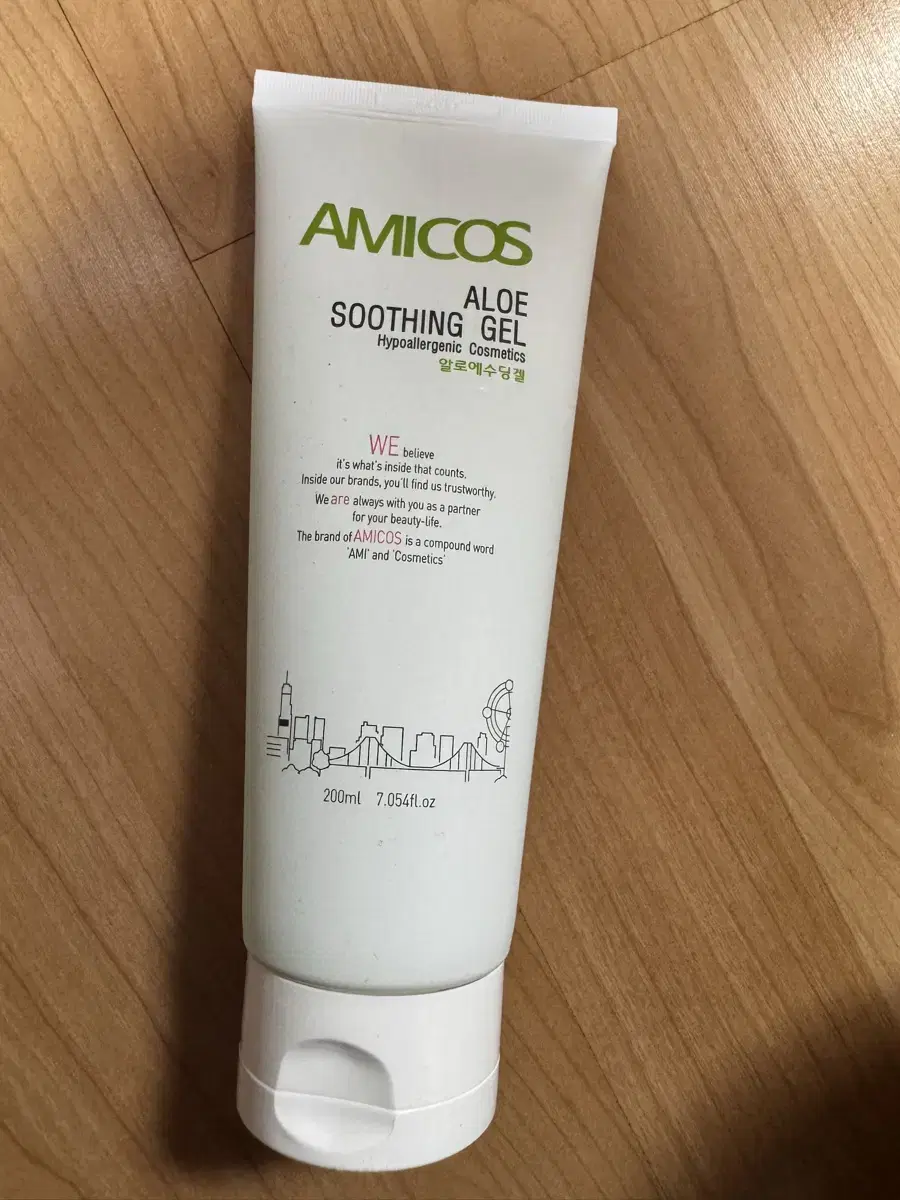 AMICOS
ALOE
SOOTHING GEL
Hypoallergenic Cosmetics
알로에수딩겔
WE believe
it's what's inside that counts.
Inside our brands, you'll find us trustworthy.
We are always with you as a partner
for your beauty-life.
The brand of AMICOS is a compound word
'AMI' and 'Cosmetics'
200ml 7.054fl.oz